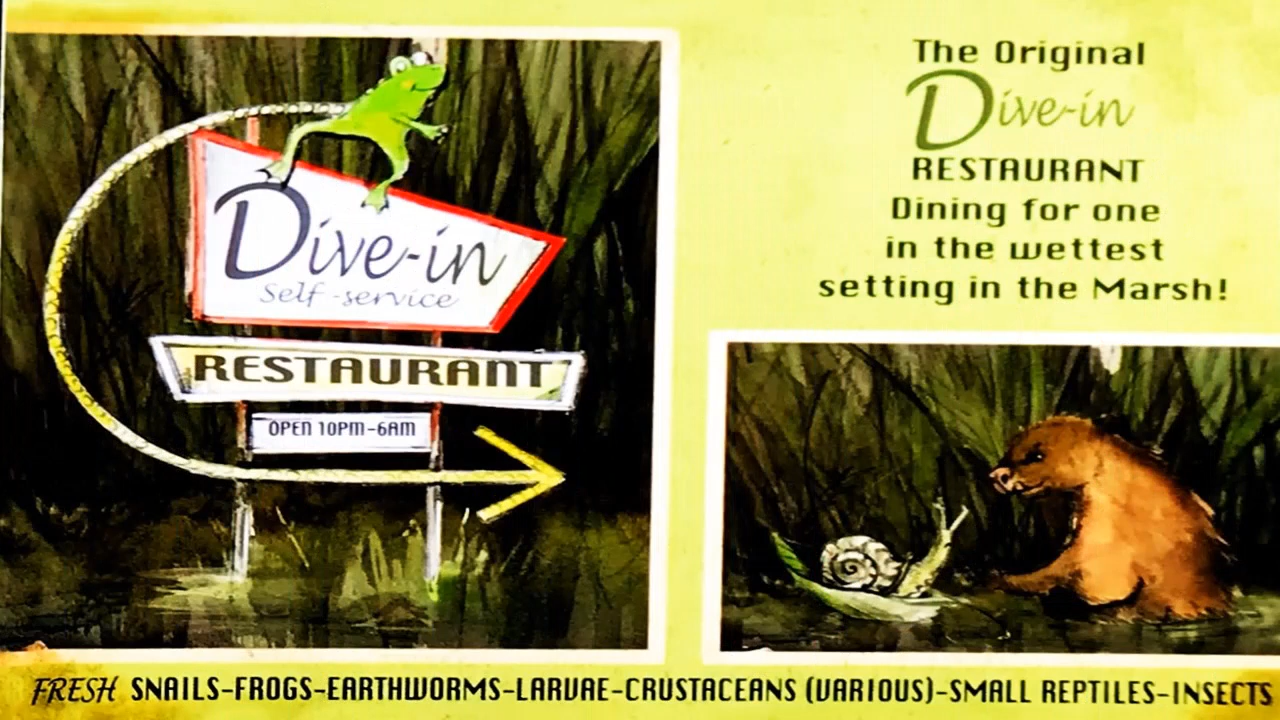 Dive-in
Self-service
RESTAURANT
OPEN 10PM-6AM
The Original
Dive-in
RESTAURANT
Dining for one
in the wettest
setting in the Marsh!
FRESH SNAILS-FROGS-EARTHWORMS-LARVAE-CRUSTACEANS (VARIOUS)-SMALL REPTILES-INSECTS